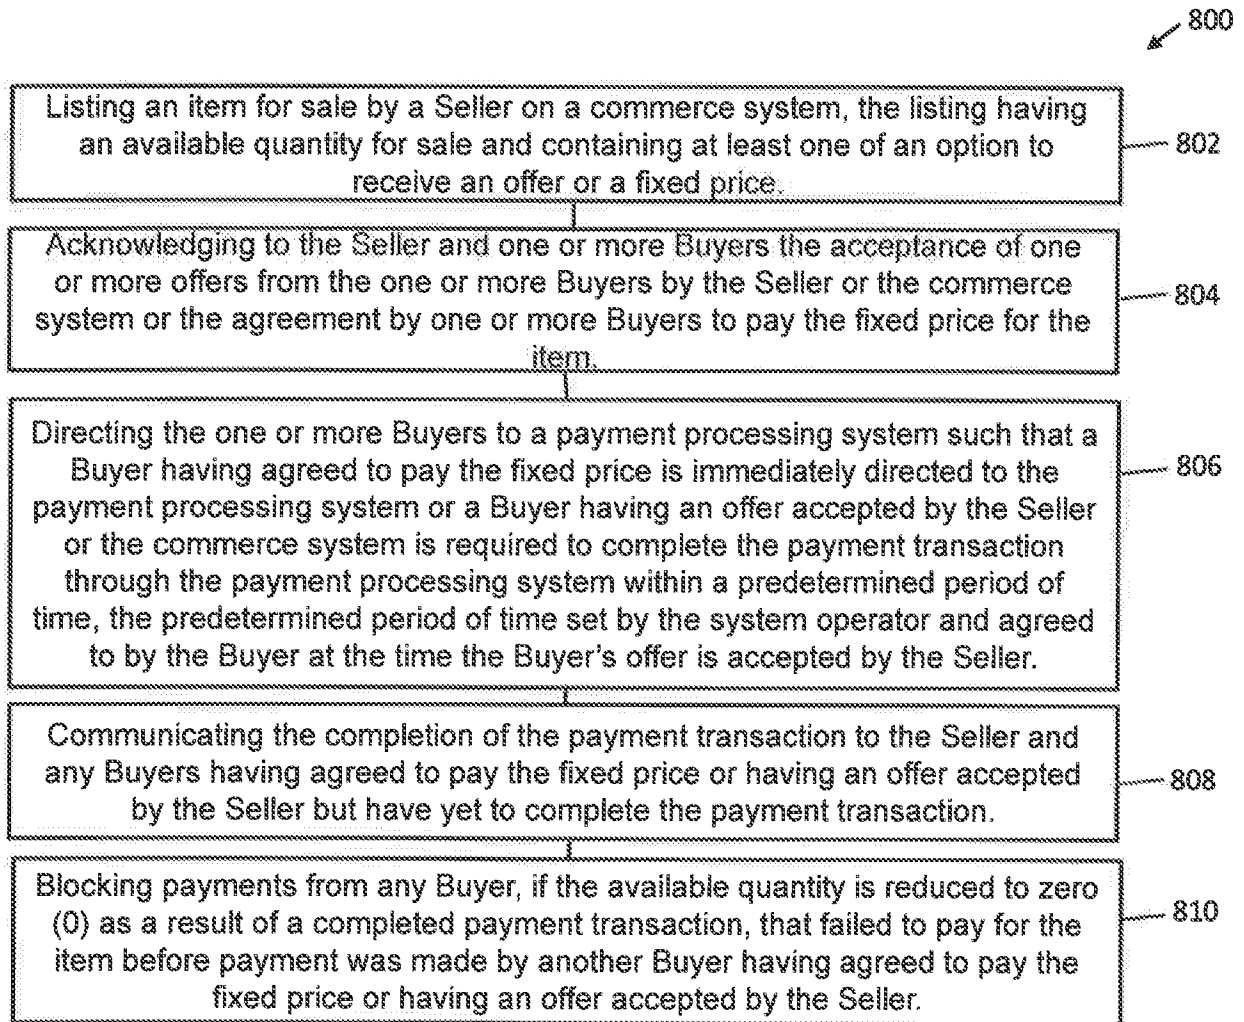 800
Listing an item for sale by a Seller on a commerce system, the listing having
an available quantity for sale and containing at least one of an option to
receive an offer or a fixed price.
802
Acknowledging to the Seller and one or more Buyers the acceptance of one
or more offers from the one or more Buyers by the Seller or the commerce
system or the agreement by one or more Buyers to pay the fixed price for the
item.
804
Directing the one or more Buyers to a payment processing system such that a
Buyer having agreed to pay the fixed price is immediately directed to the
payment processing system or a Buyer having an offer accepted by the Seller
or the commerce system is required to complete the payment transaction
through the payment processing system within a predetermined period of
time, the predetermined period of time set by the system operator and agreed
to by the Buyer at the time the Buyer's offer is accepted by the Seller.
806
Communicating the completion of the payment transaction to the Seller and
any Buyers having agreed to pay the fixed price or having an offer accepted
by the Seller but have yet to complete the payment transaction.
808
Blocking payments from any Buyer, if the available quantity is reduced to zero
(0) as a result of a completed payment transaction, that failed to pay for the
item before payment was made by another Buyer having agreed to pay the
fixed price or having an offer accepted by the Seller.
810